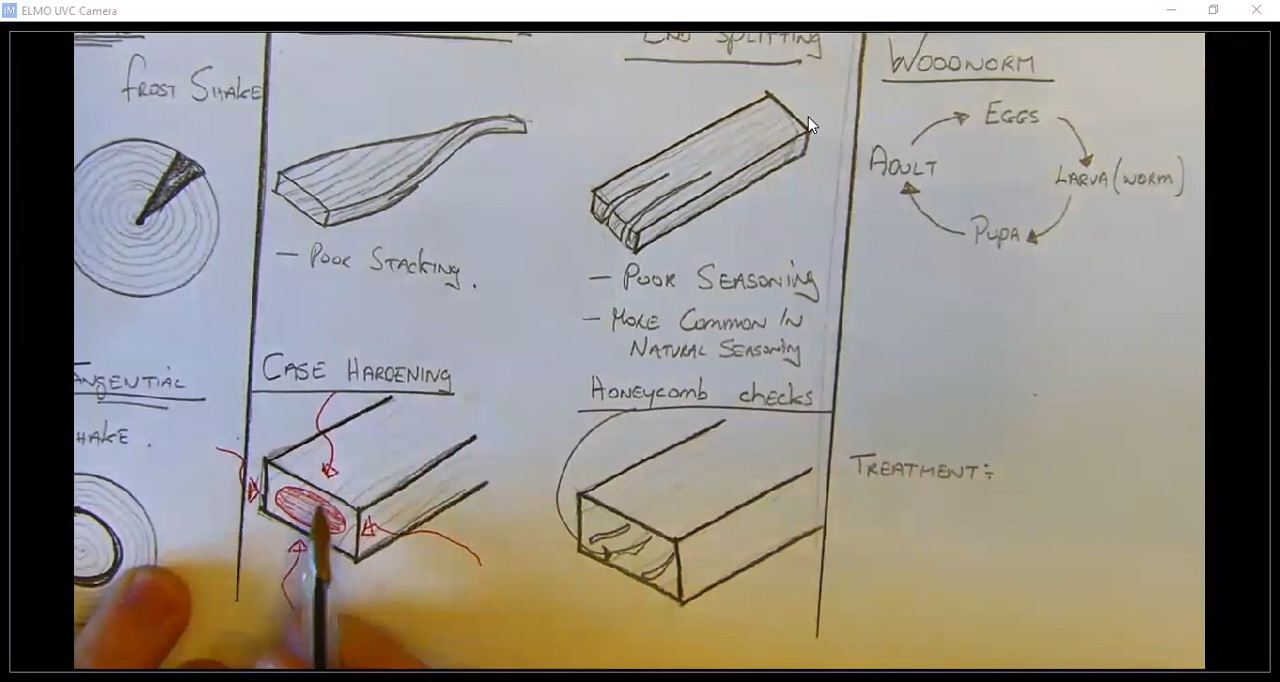 ELMO UVC Camera
FROST SHAKE
- POOR STACKING.
END SPLITTING
- POOR SEASONING
- MORE COMMON IN
NATURAL SEASONING
WOODWORM
EGGS
ADULT
LARVA (WORM)
PUPA
CASE HARDENING
HONEYCOMB CHECKS
TREATMENT:-